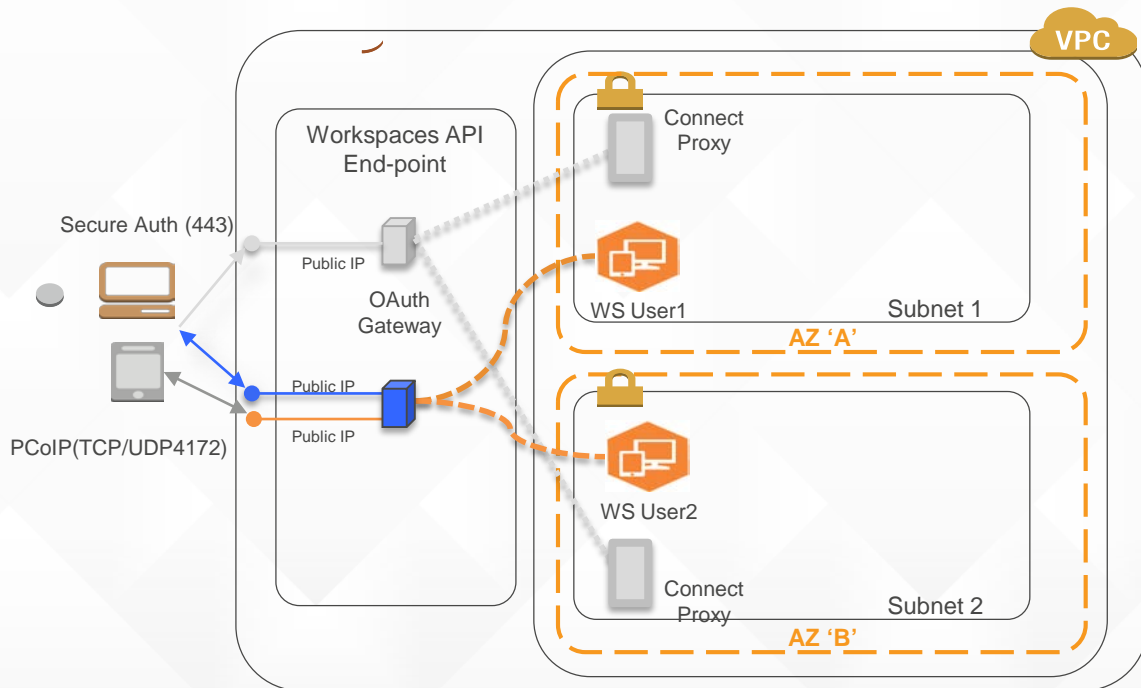 VPC
Workspaces API
End-point
Connect
Proxy
Secure Auth (443)
Public IP
OAuth
Gateway
WS User1
Subnet 1
AZ 'A'
Public IP
Public IP
PCoIP(TCP/UDP4172)
WS User2
Connect
Proxy
Subnet 2
AZ 'B'